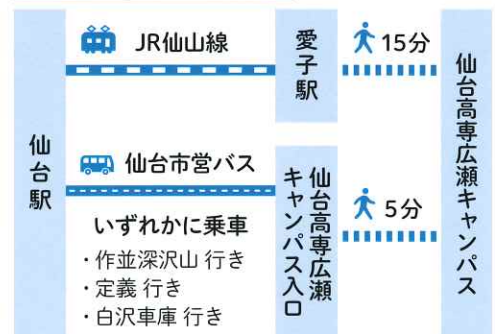 仙台駅
JR仙山線
愛子駅
15分
仙台市営バス
いずれかに乗車
・作並深沢山 行き
・定義 行き
・白沢車庫 行き
仙台高専広瀬
キャンパス入口
5分
仙台高専広瀬キャンパス